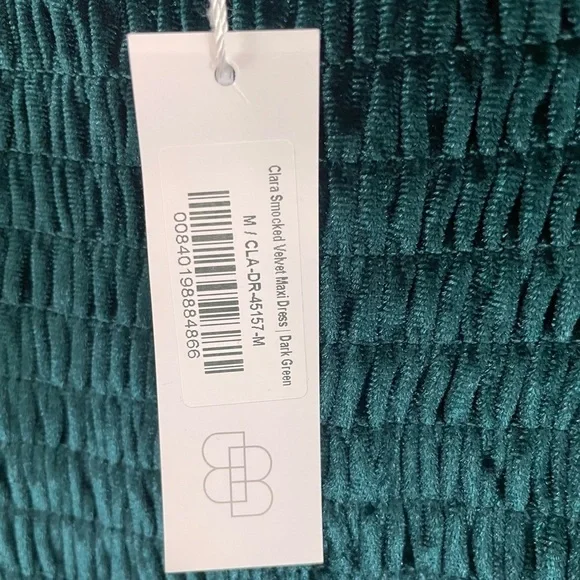 Clara Smocked Velvet Maxi Dress | Dark Green
M / CLA-DR-45157-M
00840198884866